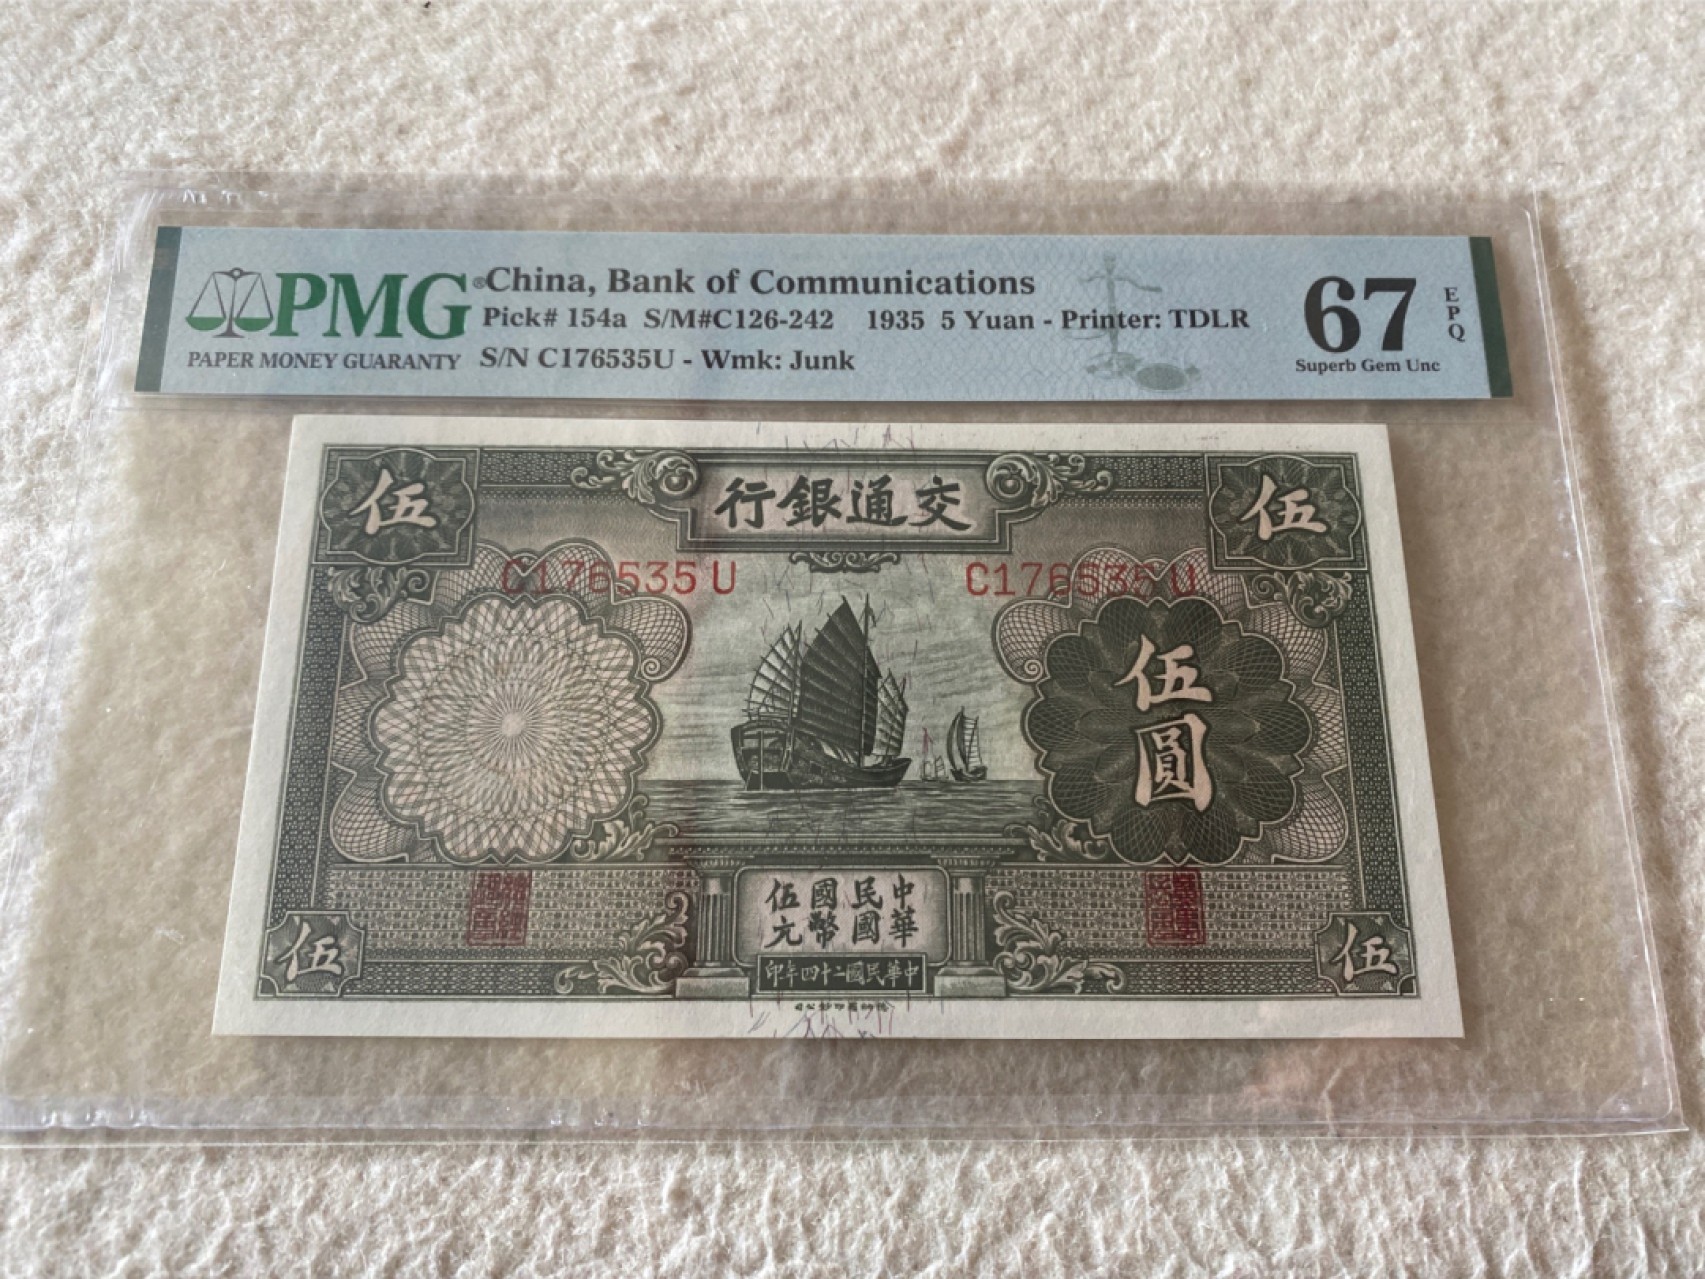 PMG
PAPER MONEY GUARANTY
China, Bank of Communications
Pick# 154a S/M#C126-242 1935 5 Yuan - Printer: TDLR
S/N C176535U - Wmk: Junk
67
EPQ
Superb Gem Unc
伍
行銀通交
伍
C176535U
C176535U
伍圓
中華民國國幣伍元
印年四十二國民華中
伍
伍